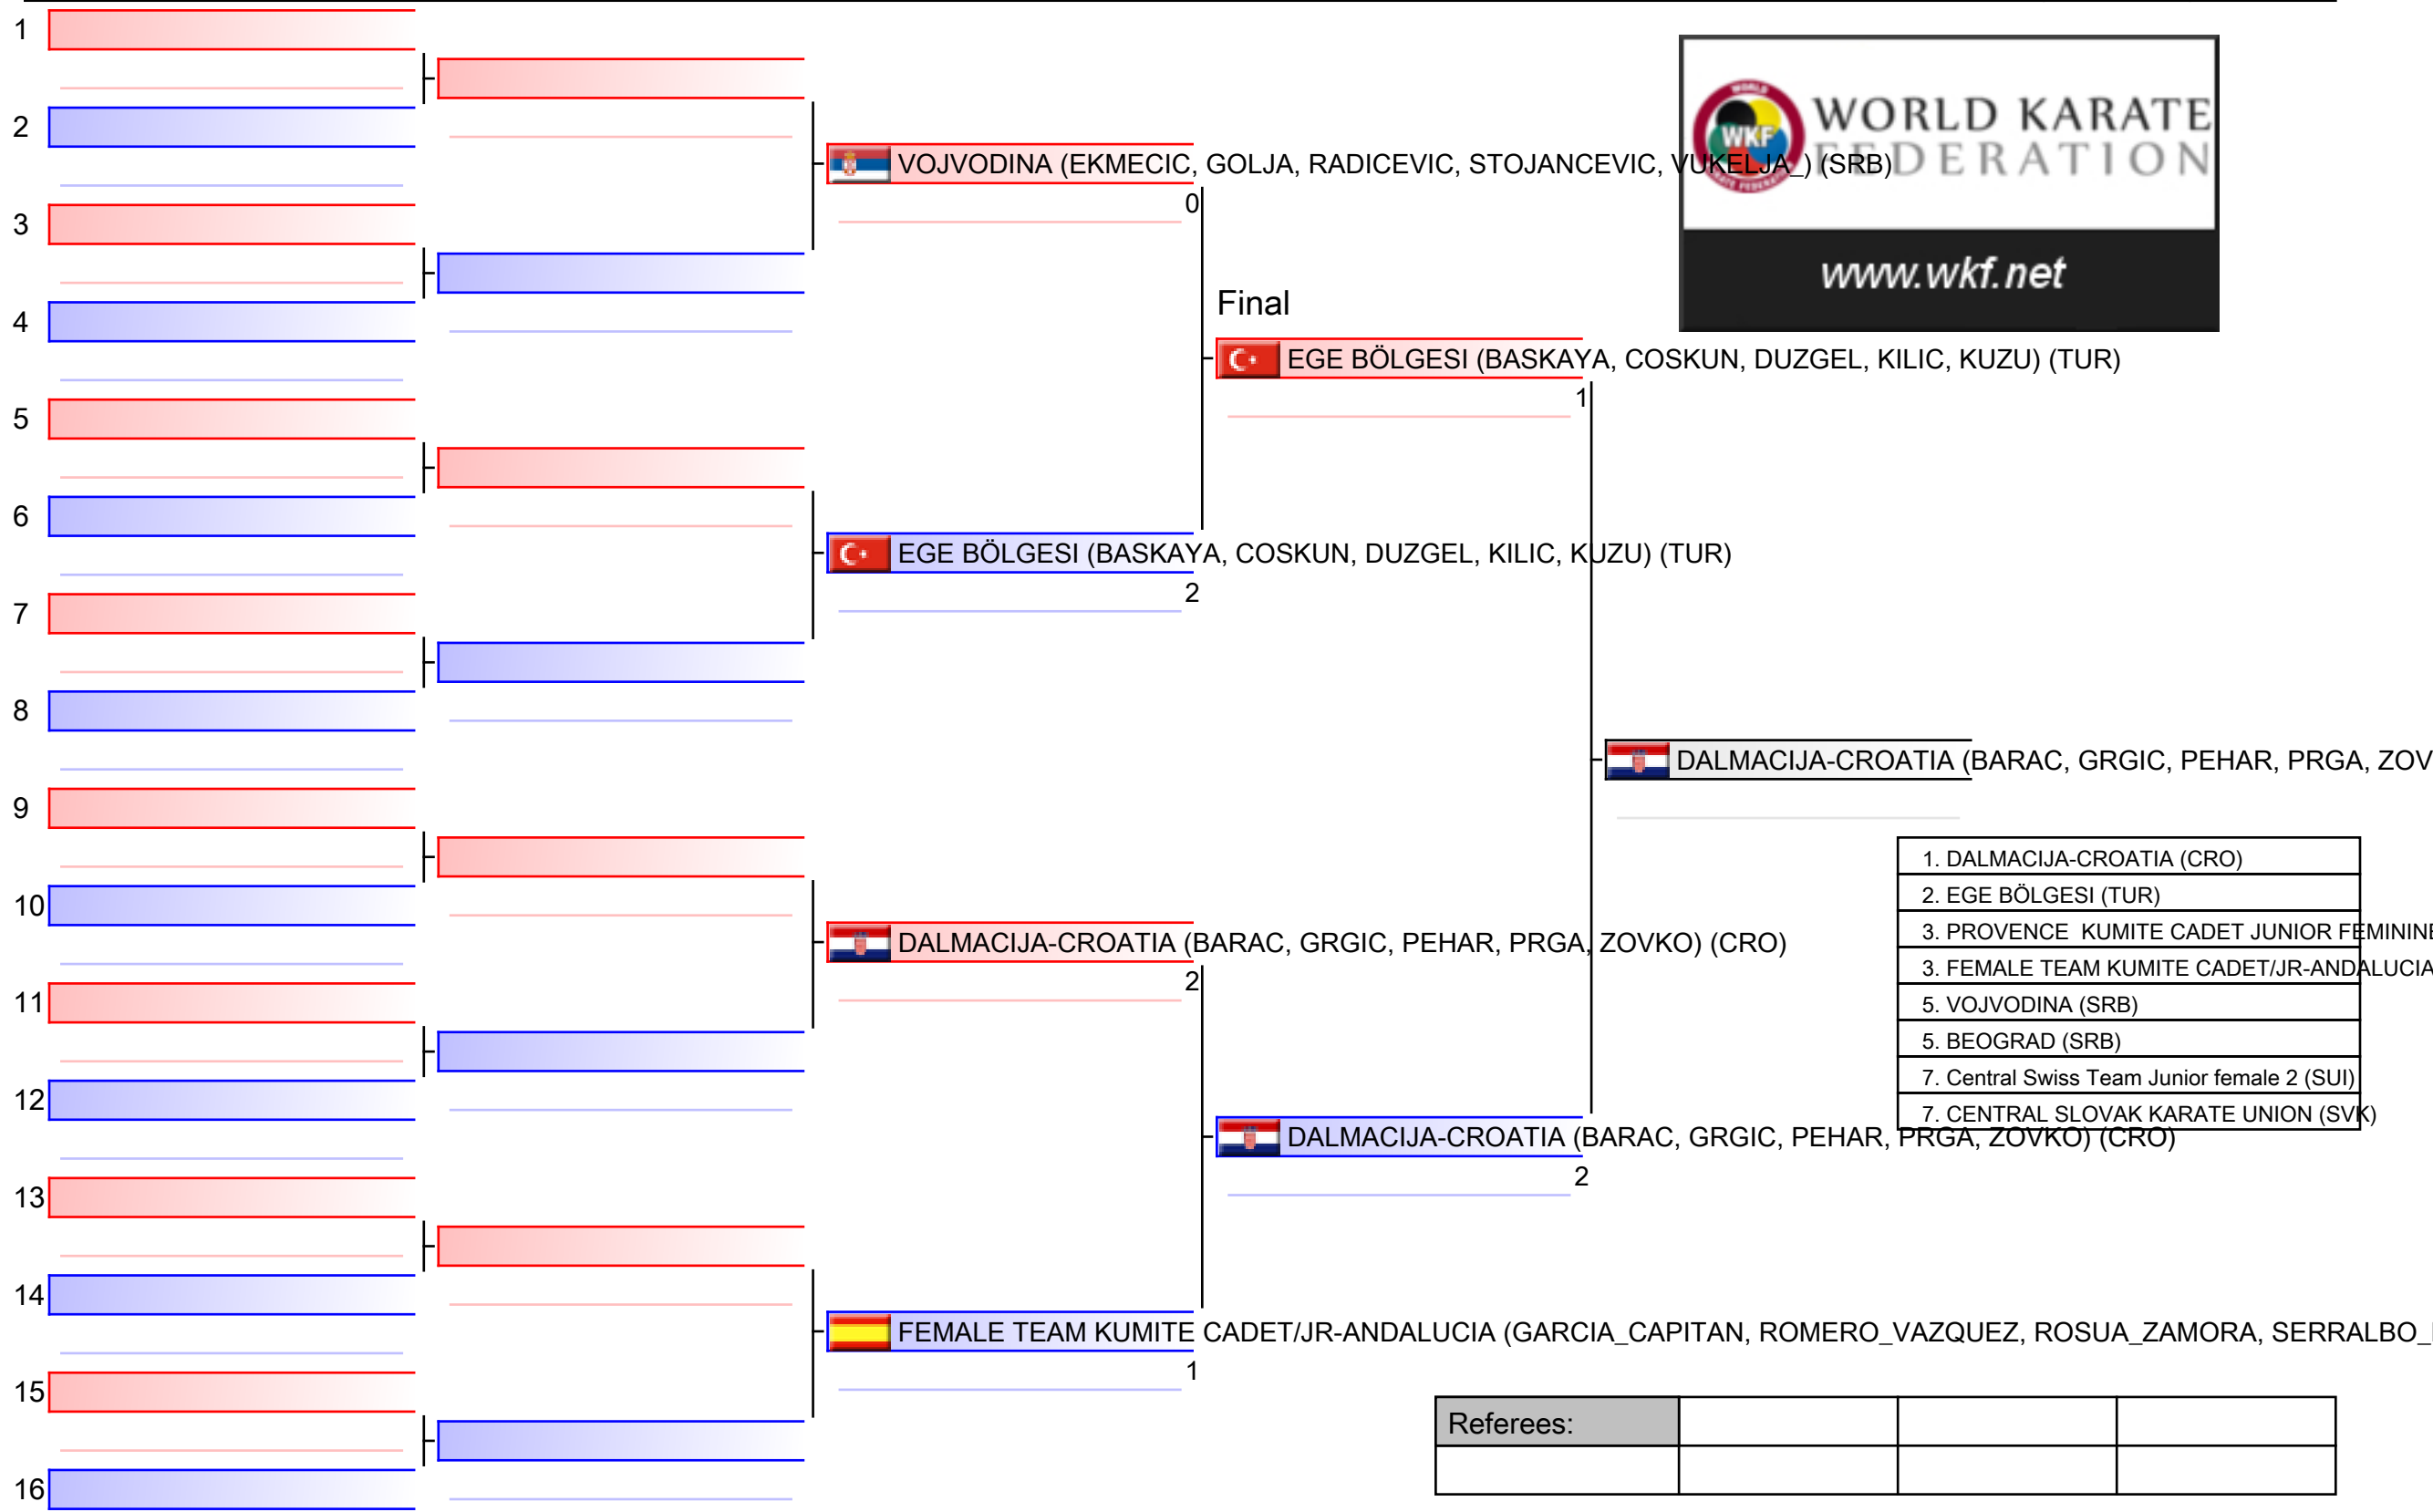 1
2
3
4
5
6
7
8
9
10
11
12
13
14
15
16
VOJVODINA (EKMECIC, GOLJA, RADICEVIC, STOJANCEVIC, VUKELJA_) (SRB)
0
EGE BÖLGESI (BASKAYA, COSKUN, DUZGEL, KILIC, KUZU) (TUR)
2
DALMACIJA-CROATIA (BARAC, GRGIC, PEHAR, PRGA, ZOVKO) (CRO)
2
FEMALE TEAM KUMITE CADET/JR-ANDALUCIA (GARCIA_CAPITAN, ROMERO_VAZQUEZ, ROSUA_ZAMORA, SERRALBO_
1
Final
EGE BÖLGESI (BASKAYA, COSKUN, DUZGEL, KILIC, KUZU) (TUR)
1
DALMACIJA-CROATIA (BARAC, GRGIC, PEHAR, PRGA, ZOVKO) (CRO)
2
DALMACIJA-CROATIA (BARAC, GRGIC, PEHAR, PRGA, ZOV
WKF
WORLD KARATE
FEDERATION
www.wkf.net
1. DALMACIJA-CROATIA (CRO)
2. EGE BÖLGESI (TUR)
3. PROVENCE KUMITE CADET JUNIOR FEMININE
3. FEMALE TEAM KUMITE CADET/JR-ANDALUCIA
5. VOJVODINA (SRB)
5. BEOGRAD (SRB)
7. Central Swiss Team Junior female 2 (SUI)
7. CENTRAL SLOVAK KARATE UNION (SVK)
Referees: